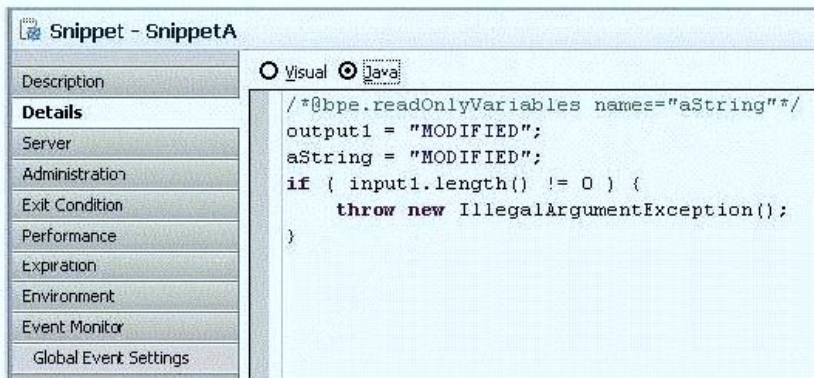 Snippet - SnippetA
Description
Details
Server
Administration
Exit Condition
Performance
Expiration
Environment
Event Monitor
Global Event Settings
Visual Java
/*@bpe.readOnlyVariables names="aString"*/
output1 = "MODIFIED";
aString = "MODIFIED";
if ( input1.length() != 0 ) {
    throw new IllegalArgumentException();
}